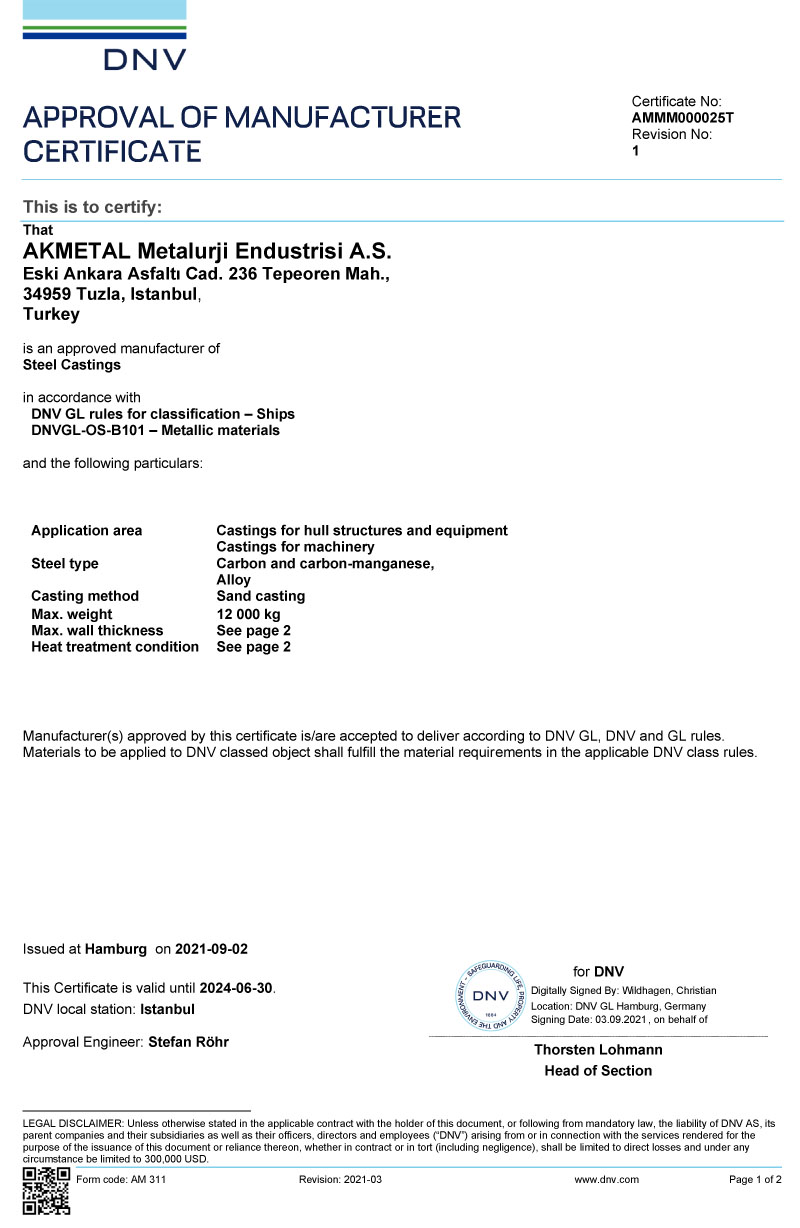 DNV
APPROVAL OF MANUFACTURER
CERTIFICATE
Certificate No:
AMMM000025T
Revision No:
1
This is to certify:
That
AKMETAL Metalurji Endustrisi A.S.
Eski Ankara Asfaltı Cad. 236 Tepeoren Mah.,
34959 Tuzla, Istanbul,
Turkey
is an approved manufacturer of
Steel Castings
in accordance with
DNV GL rules for classification – Ships
DNVGL-OS-B101 – Metallic materials
and the following particulars:
Application area Castings for hull structures and equipment
Castings for machinery
Steel type Carbon and carbon-manganese,
Alloy
Casting method Sand casting
Max. weight 12 000 kg
Max. wall thickness See page 2
Heat treatment condition See page 2
Manufacturer(s) approved by this certificate is/are accepted to deliver according to DNV GL, DNV and GL rules.
Materials to be applied to DNV classed object shall fulfill the material requirements in the applicable DNV class rules.
Issued at Hamburg on 2021-09-02
This Certificate is valid until 2024-06-30.
DNV local station: Istanbul
Approval Engineer: Stefan Röhr
SAFEGUARDING LIFE, PROPERTY AND THE ENVIRONMENT
DNV
1864
for DNV
Digitally Signed By: Wildhagen, Christian
Location: DNV GL Hamburg, Germany
Signing Date: 03.09.2021 , on behalf of
Thorsten Lohmann
Head of Section
LEGAL DISCLAIMER: Unless otherwise stated in the applicable contract with the holder of this document, or following from mandatory law, the liability of DNV AS, its
parent companies and their subsidiaries as well as their officers, directors and employees (“DNV”) arising from or in connection with the services rendered for the
purpose of the issuance of this document or reliance thereon, whether in contract or in tort (including negligence), shall be limited to direct losses and under any
circumstance be limited to 300,000 USD.
Form code: AM 311 Revision: 2021-03 www.dnv.com Page 1 of 2